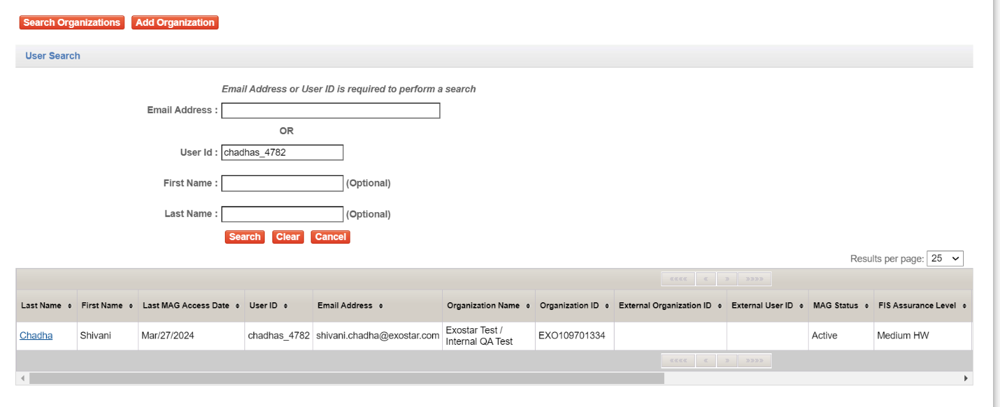 Search Organizations Add Organization
User Search
Email Address or User ID is required to perform a search
Email Address :
OR
User Id : chadhas_4782
First Name : (Optional)
Last Name : (Optional)
Search Clear Cancel
Results per page: 25
«««« « » »»»»
Last Name First Name Last MAG Access Date User ID Email Address Organization Name Organization ID External Organization ID External User ID MAG Status FIS Assurance Level
Chadha Shivani Mar/27/2024 chadhas_4782 shivani.chadha@exostar.com Exostar Test / Internal QA Test EXO109701334 Active Medium HW
«««« « » »»»»